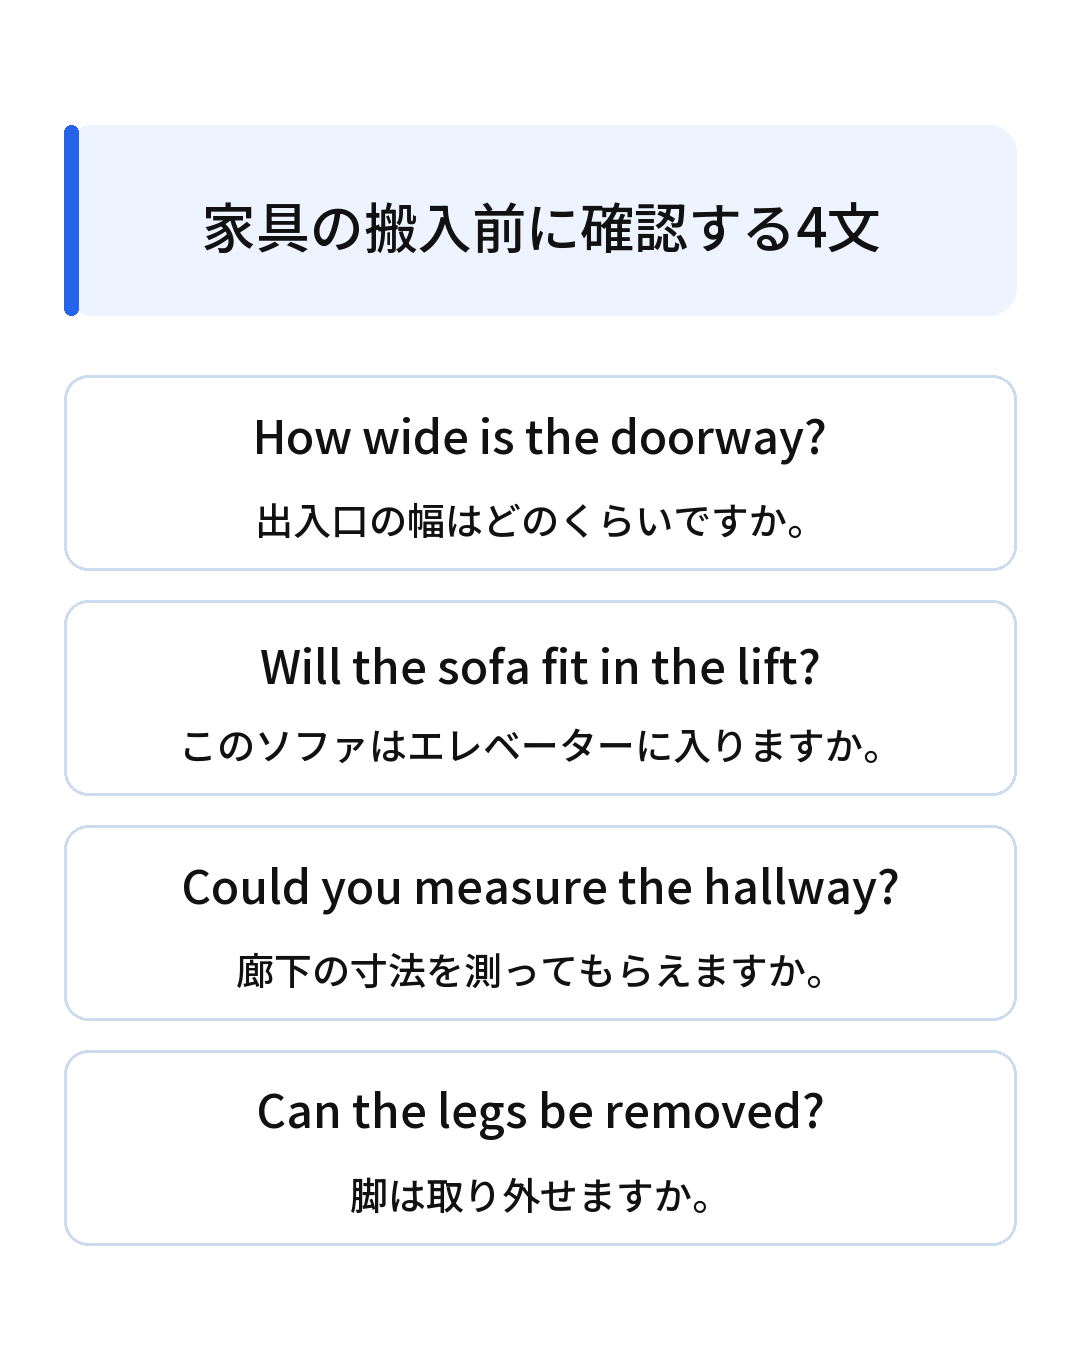 家具の搬入前に確認する4文
How wide is the doorway?
出入口の幅はどのくらいですか。
Will the sofa fit in the lift?
このソファはエレベーターに入りますか。
Could you measure the hallway?
廊下の寸法を測ってもらえますか。
Can the legs be removed?
脚は取り外せますか。